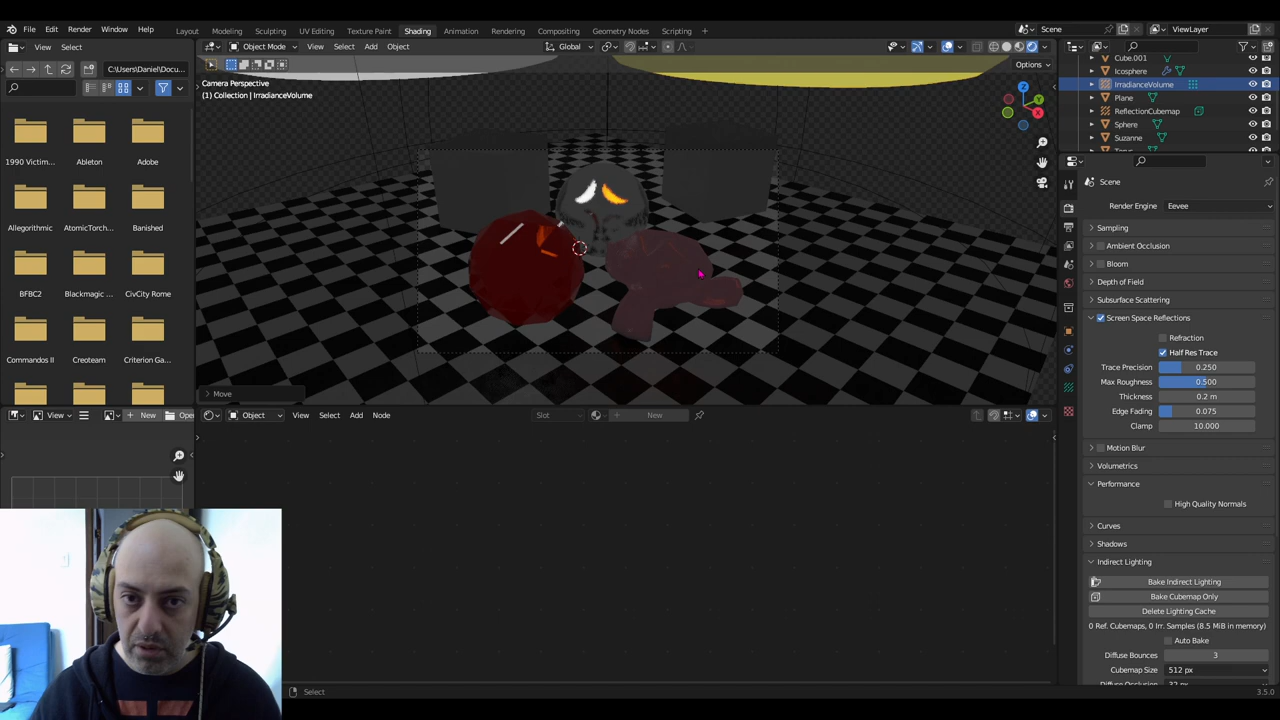 File Edit Render Window Help Layout Modeling Sculpting UV Editing Texture Paint Shading Animation Rendering Compositing Geometry Nodes Scripting Scene ViewLayer
View Select Object Mode View Select Add Object Global
C:\Users\Daniel\Docu... Options
Camera Perspective
(1) Collection | IrradianceVolume
1990 Victim... Ableton Adobe
Allegorithmic AtomicTorch... Banished
BFBC2 Blackmagic ... CivCity Rome
Commandos II Creoteam Criterion Ga...
Move
View New Open Object View Select Add Node Slot New
Select
Cube.001
Icosphere
IrradianceVolume
Plane
ReflectionCubemap
Sphere
Suzanne
Scene
Render Engine Eevee
Sampling
Ambient Occlusion
Bloom
Depth of Field
Subsurface Scattering
Screen Space Reflections
Refraction
Half Res Trace
Trace Precision 0.250
Max Roughness 0.500
Thickness 0.2 m
Edge Fading 0.075
Clamp 10.000
Motion Blur
Volumetrics
Performance
High Quality Normals
Curves
Shadows
Indirect Lighting
Bake Indirect Lighting
Bake Cubemap Only
Delete Lighting Cache
0 Ref. Cubemaps, 0 Irr. Samples (8.5 MiB in memory)
Auto Bake
Diffuse Bounces 3
Cubemap Size 512 px
3.5.0